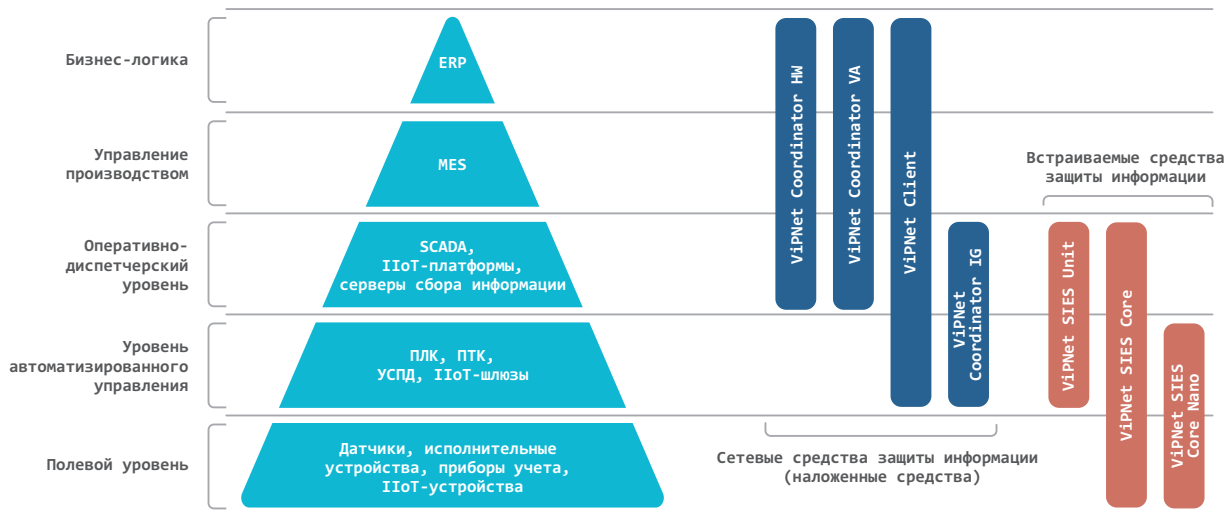 Бизнес-логика
ERP
Управление
производством
MES
Оперативно-
диспетчерский
уровень
SCADA,
IIoT-платформы,
серверы сбора информации
Уровень
автоматизированного
управления
ПЛК, ПТК,
УСПД, IIoT-шлюзы
Полевой уровень
Датчики, исполнительные
устройства, приборы учета,
IIoT-устройства
ViPNet Coordinator HW
ViPNet Coordinator VA
ViPNet Client
ViPNet
Coordinator IG
Сетевые средства защиты информации
(наложенные средства)
Встраиваемые средства
защиты информации
ViPNet SIES Unit
ViPNet SIES Core
ViPNet SIES
Core Nano